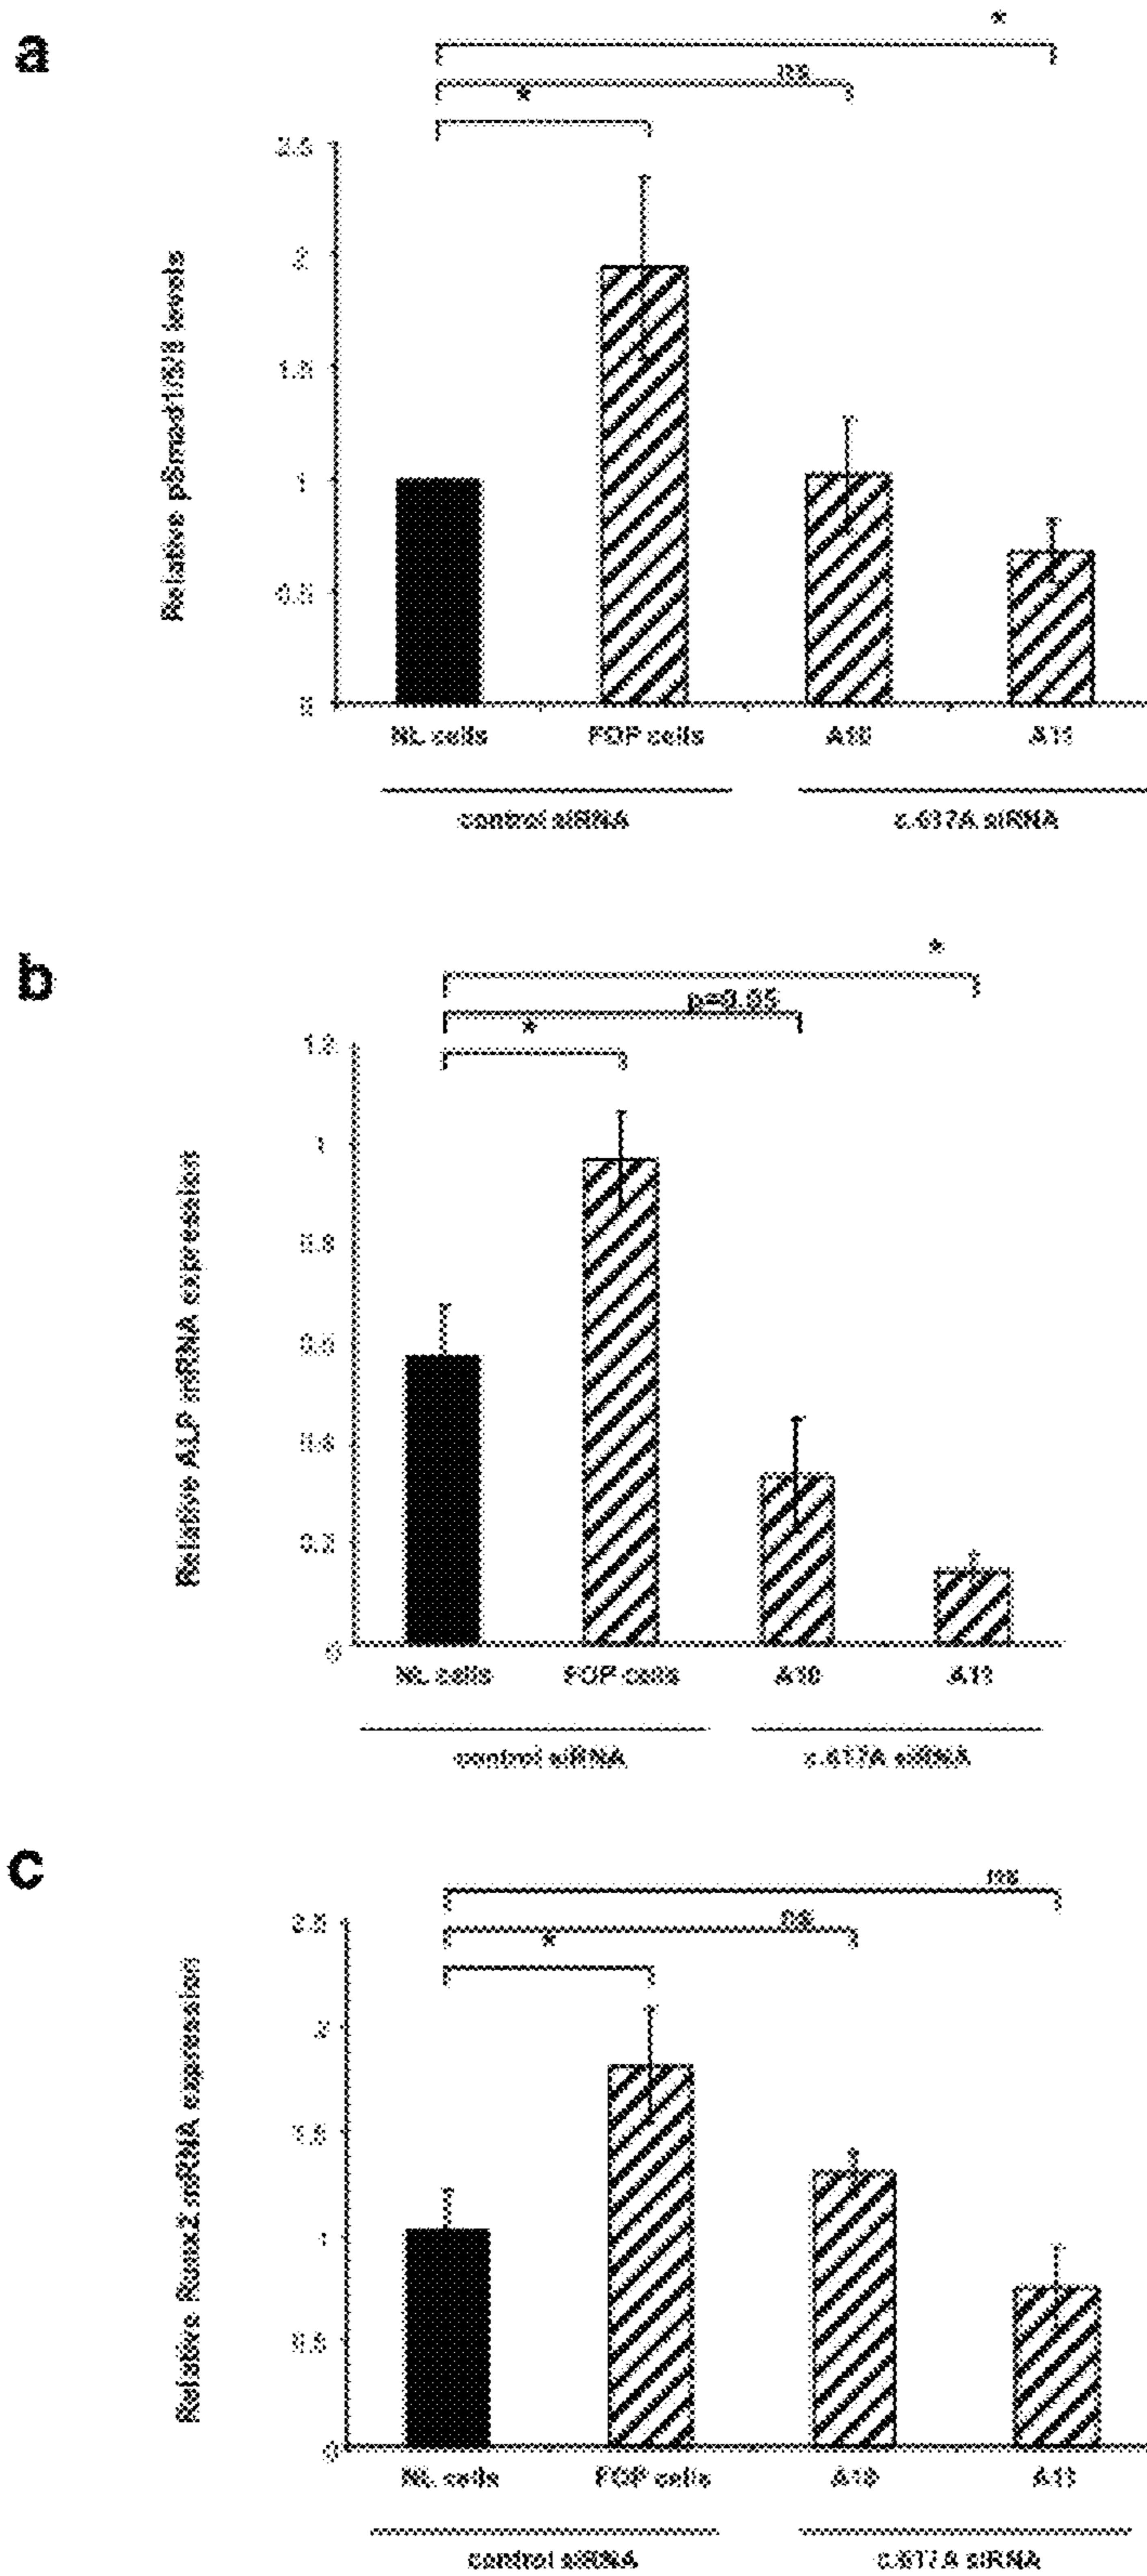 a
*
ns
*
2.5
2
1.5
1
0.5
0
Relative pSmad1/5/8 levels
NL cells FOP cells A10 A11
control siRNA c.617A siRNA
b
*
p=0.05
*
1.2
1
0.8
0.6
0.4
0.2
0
Relative ALP mRNA expression
NL cells FOP cells A10 A11
control siRNA c.617A siRNA
c
ns
ns
*
2.5
2
1.5
1
0.5
0
Relative Runx2 mRNA expression
NL cells FOP cells A10 A11
control siRNA c.617A siRNA